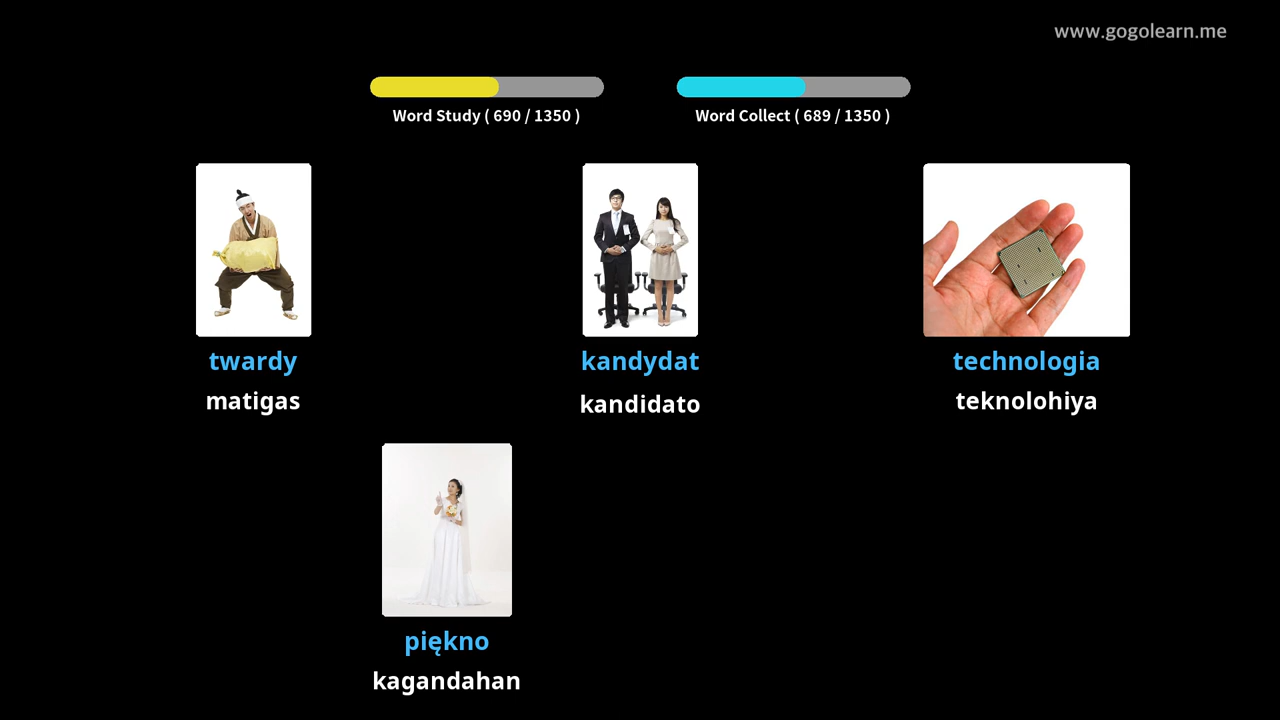 www.gogolearn.me
Word Study ( 690 / 1350 )
Word Collect ( 689 / 1350 )
twardy
matigas
kandydat
kandidato
technologia
teknolohiya
piękno
kagandahan